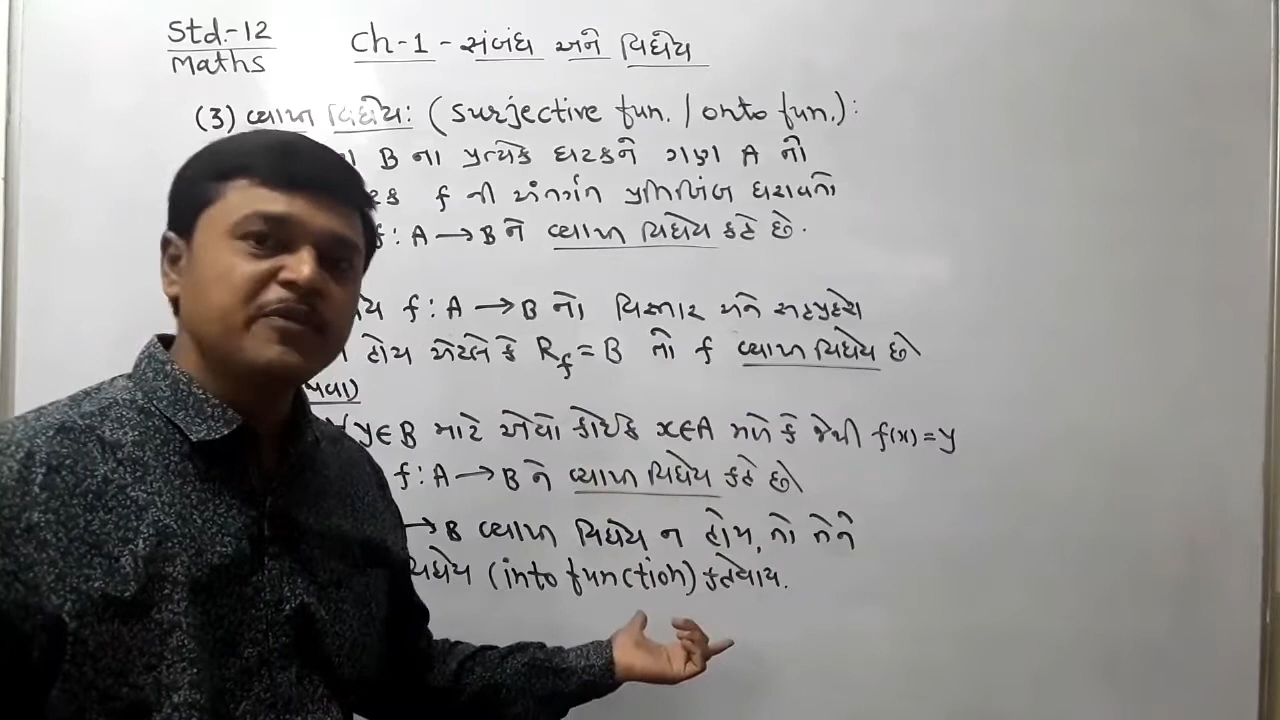 Std:-12 Ch-1 - સંબંધ અને વિધેય
Maths
(3) વ્યાપ્ત વિધેય: (surjective fun. / onto fun.):
B ના પ્રત્યેક ઘટકને ગણ A ની
f ની અંતર્ગત પ્રતિબિંબ ધરાવતો
f: A → B ને વ્યાપ્ત વિધેય કહે છે.
f: A → B નો વિસ્તાર અને સહપ્રદેશ
હોય એટલે કે Rf = B તો f વ્યાપ્ત વિધેય છે
y∈B માટે એવો કોઈક x∈A મળે કે જેથી f(x) = y
f: A → B ને વ્યાપ્ત વિધેય કહે છે
→ B વ્યાપ્ત વિધેય ન હોય, તો તેને
વિધેય (into function) કહેવાય.